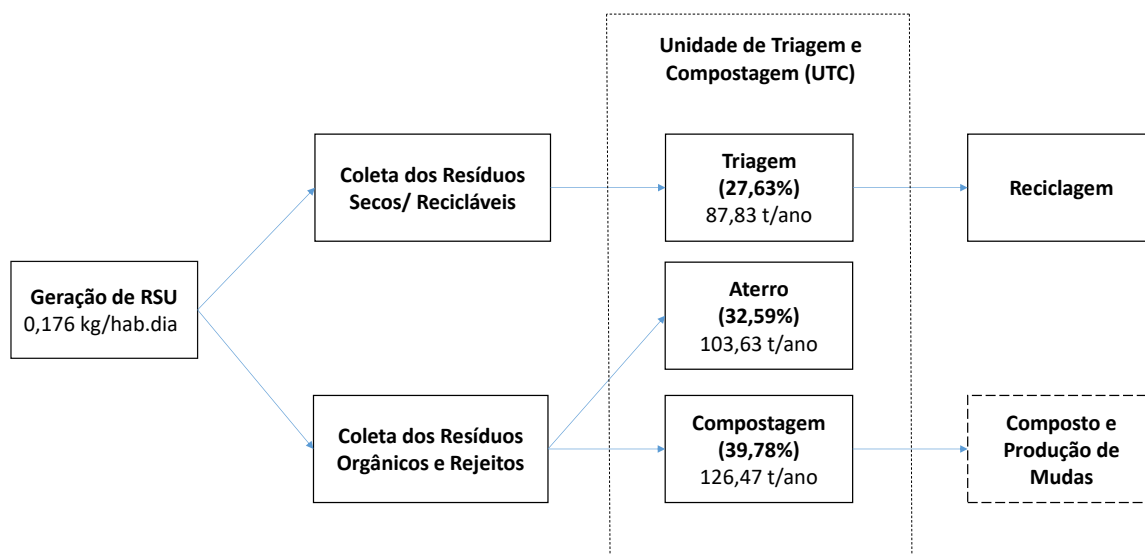 Unidade de Triagem e
Compostagem (UTC)
Coleta dos Resíduos
Secos/ Recicláveis
Triagem
(27,63%)
87,83 t/ano
Reciclagem
Geração de RSU
0,176 kg/hab.dia
Aterro
(32,59%)
103,63 t/ano
Coleta dos Resíduos
Orgânicos e Rejeitos
Compostagem
(39,78%)
126,47 t/ano
Composto e
Produção de
Mudas